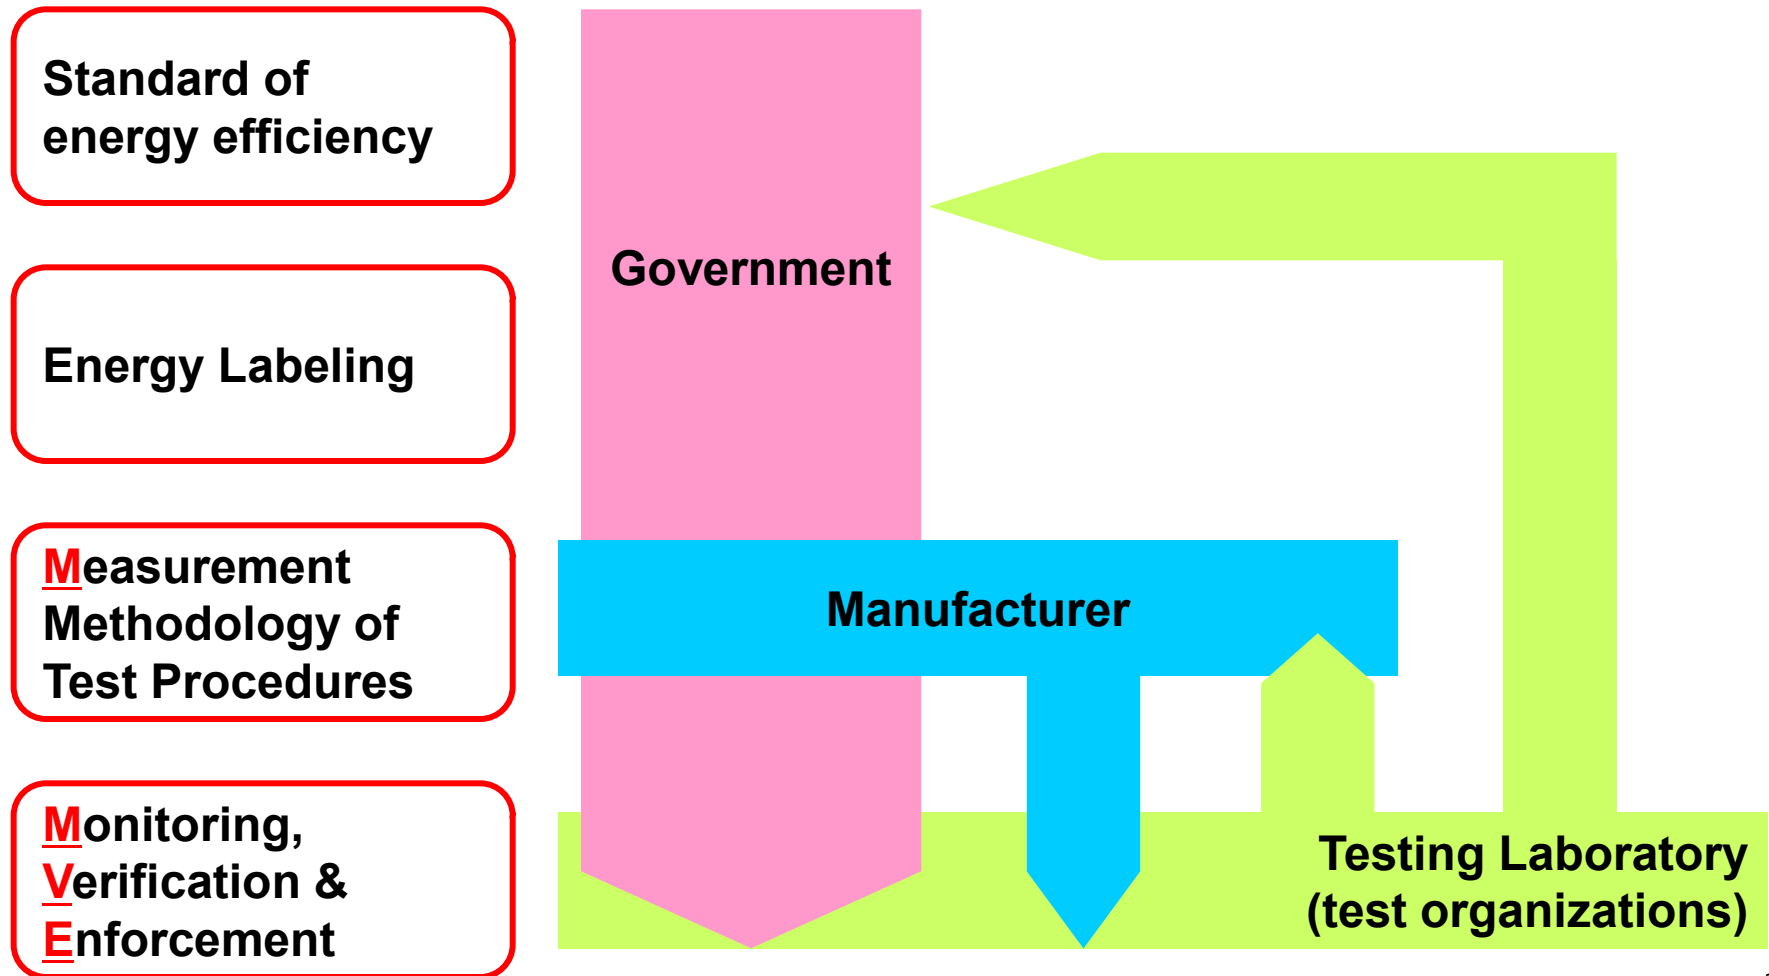 Standard of
energy efficiency
Government
Energy Labeling
Measurement
Methodology of
Test Procedures
Manufacturer
Monitoring,
Verification &
Enforcement
Testing Laboratory
(test organizations)